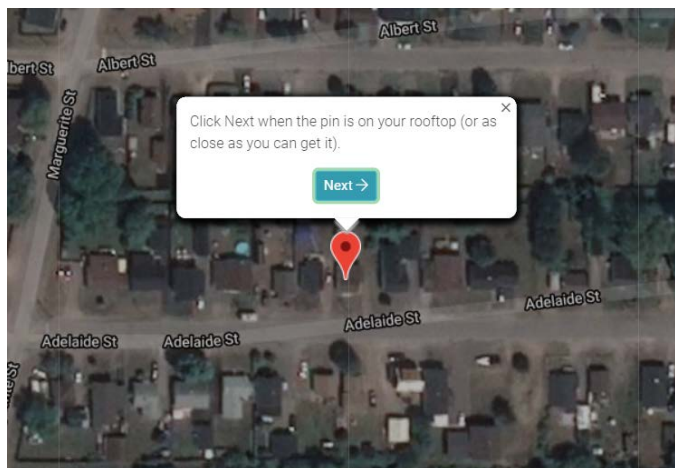 Albert St
lbert St
Albert St
Marguerite St
×
Click Next when the pin is on your rooftop (or as
close as you can get it).
Next →
Adelaide St
Adelaide St
Adelaide St
Adelaide St